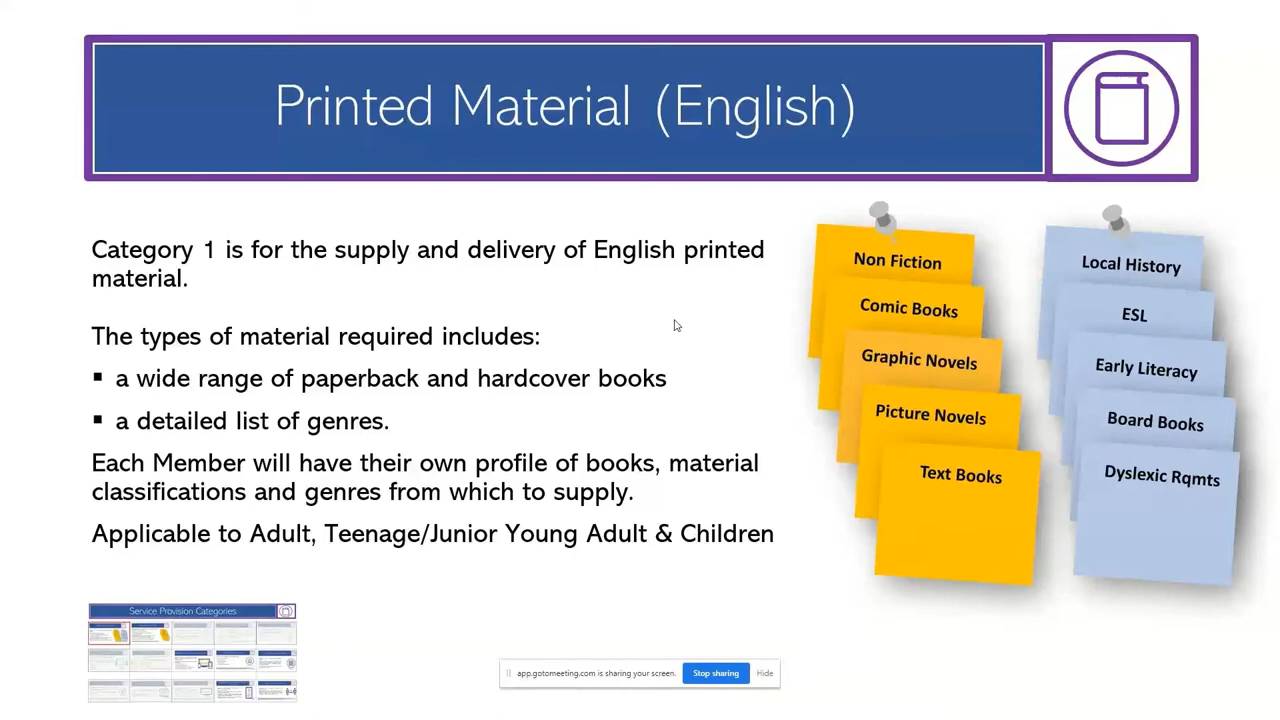 Printed Material (English)
Category 1 is for the supply and delivery of English printed
material.
The types of material required includes:
▪ a wide range of paperback and hardcover books
▪ a detailed list of genres.
Each Member will have their own profile of books, material
classifications and genres from which to supply.
Applicable to Adult, Teenage/Junior Young Adult & Children
Non Fiction
Comic Books
Graphic Novels
Picture Novels
Text Books
Local History
ESL
Early Literacy
Board Books
Dyslexic Rqmts
Service Provision Categories
app.gotomeeting.com is sharing your screen.
Stop sharing
Hide